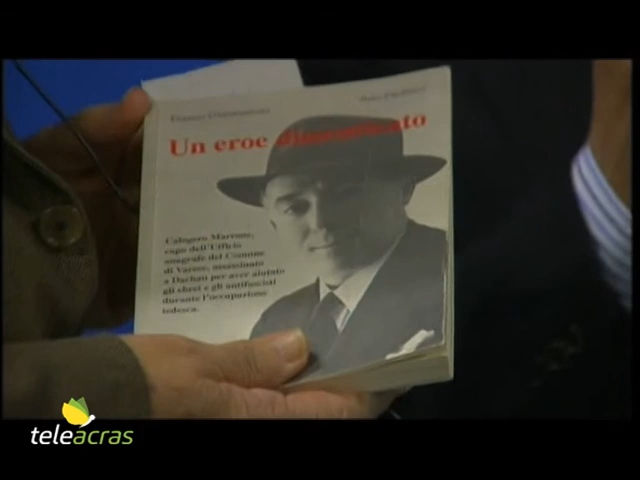 Un eroe dimenticato
Calogero Marrone,
capo dell'Ufficio
anagrafe del Comune
di Varese, assassinato
a Dachau per aver aiutato
gli ebrei e gli antifascisti
durante l'occupazione
tedesca.
teleacras